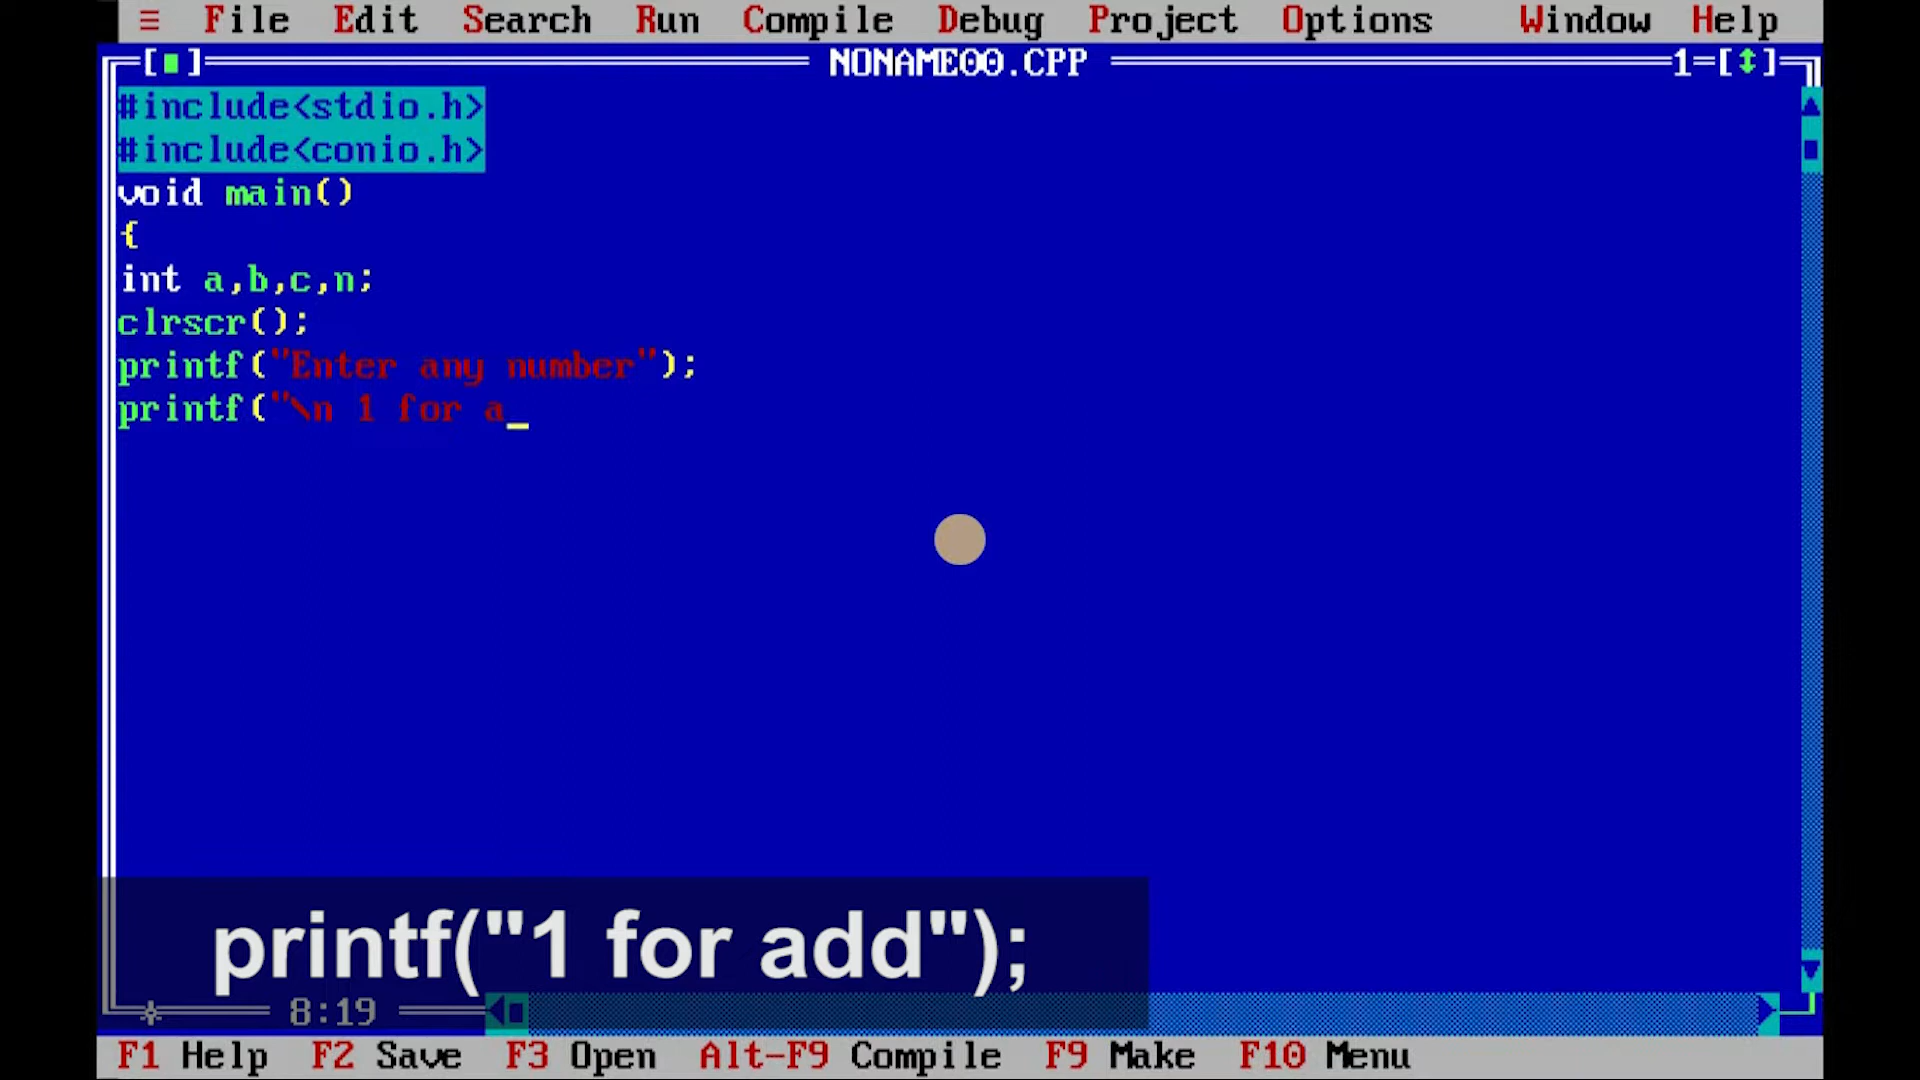 ≡ File Edit Search Run Compile Debug Project Options Window Help
[■] NONAME00.CPP 1=[↕]
#include<stdio.h>
#include<conio.h>
void main()
{
int a,b,c,n;
clrscr();
printf("Enter any number");
printf("\n 1 for a_
printf("1 for add");
8:19
F1 Help F2 Save F3 Open Alt-F9 Compile F9 Make F10 Menu